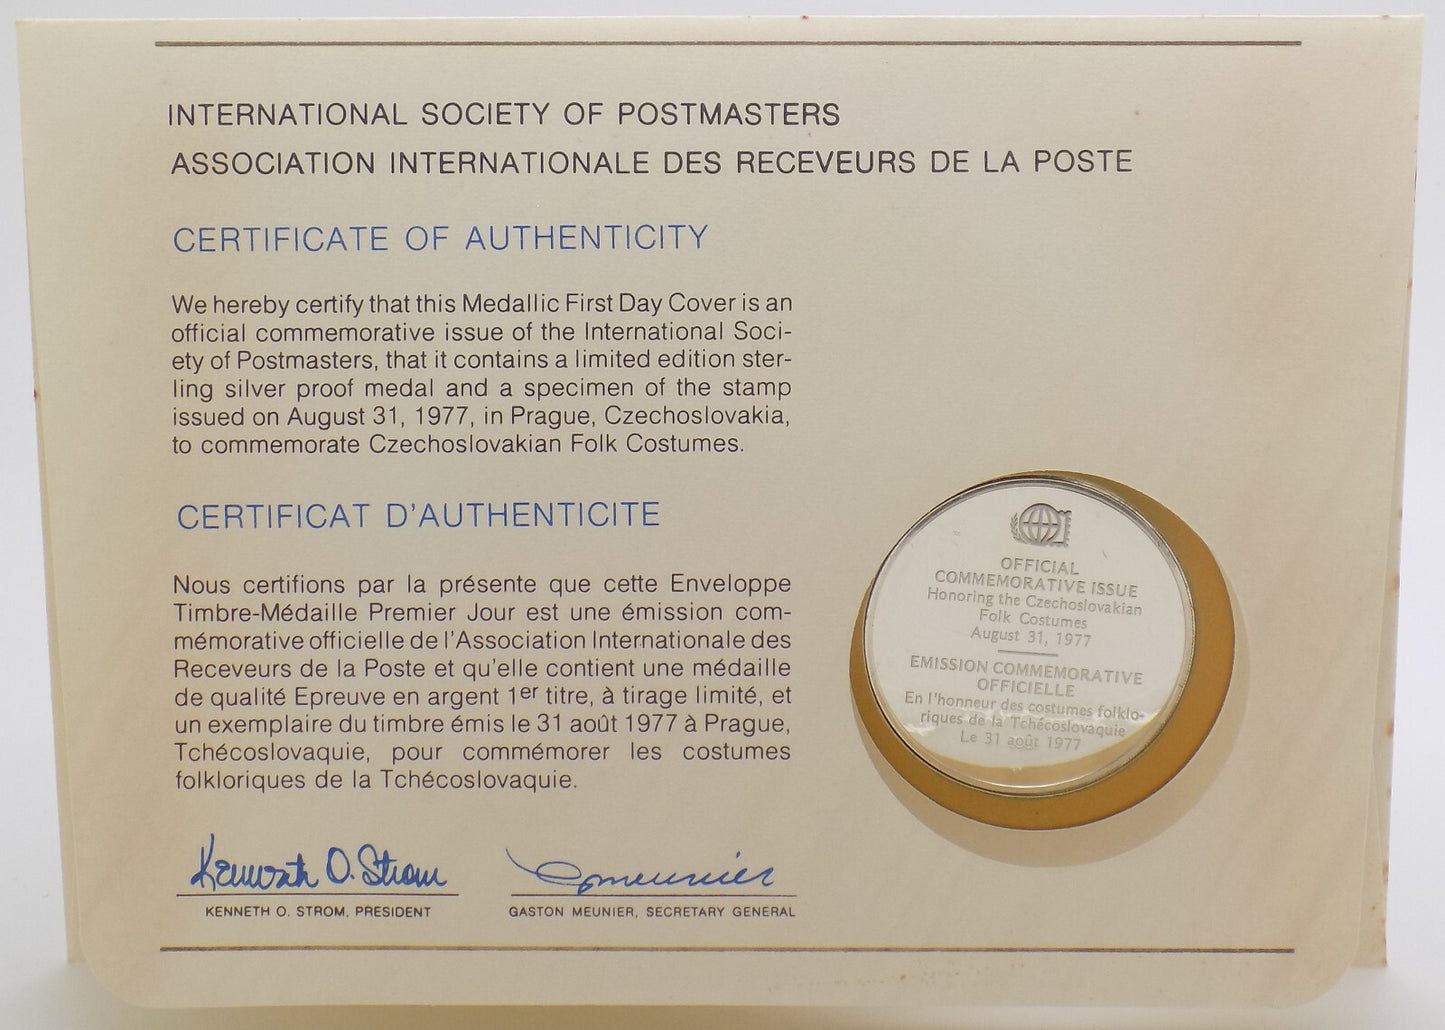 INTERNATIONAL SOCIETY OF POSTMASTERS
ASSOCIATION INTERNATIONALE DES RECEVEURS DE LA POSTE
CERTIFICATE OF AUTHENTICITY
We hereby certify that this Medallic First Day Cover is an
official commemorative issue of the International Soci-
ety of Postmasters, that it contains a limited edition ster-
ling silver proof medal and a specimen of the stamp
issued on August 31, 1977, in Prague, Czechoslovakia,
to commemorate Czechoslovakian Folk Costumes.
CERTIFICAT D'AUTHENTICITE
Nous certifions par la présente que cette Enveloppe
Timbre-Médaille Premier Jour est une émission com-
mémorative officielle de l'Association Internationale des
Receveurs de la Poste et qu'elle contient une médaille
de qualité Epreuve en argent 1er titre, à tirage limité, et
un exemplaire du timbre émis le 31 août 1977 à Prague,
Tchécoslovaquie, pour commémorer les costumes
folkloriques de la Tchécoslovaquie.
Kenneth O. Strom
KENNETH O. STROM, PRESIDENT
Gmeunier
GASTON MEUNIER, SECRETARY GENERAL
OFFICIAL
COMMEMORATIVE ISSUE
Honoring the Czechoslovakian
Folk Costumes
August 31, 1977
EMISSION COMMEMORATIVE
OFFICIELLE
En l'honneur des costumes folklo-
riques de la Tchécoslovaquie
Le 31 août 1977